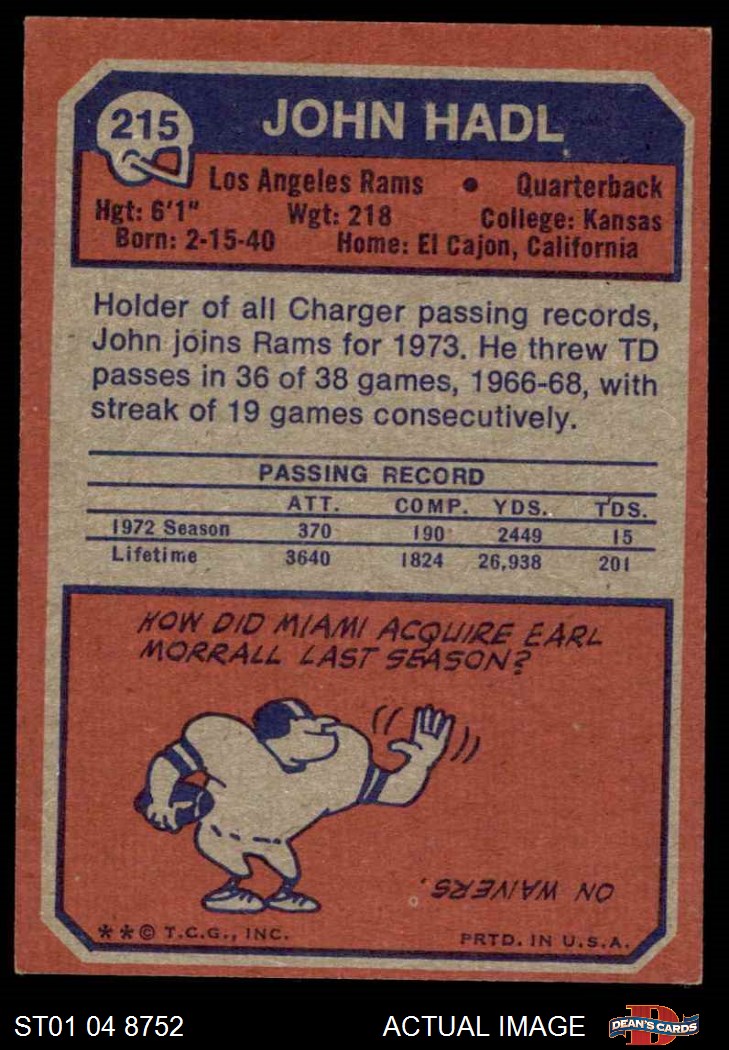 215
JOHN HADL
Los Angeles Rams • Quarterback
Hgt: 6'1" Wgt: 218 College: Kansas
Born: 2-15-40 Home: El Cajon, California
Holder of all Charger passing records,
John joins Rams for 1973. He threw TD
passes in 36 of 38 games, 1966-68, with
streak of 19 games consecutively.
PASSING RECORD
ATT. COMP. YDS. TDS.
1972 Season 370 190 2449 15
Lifetime 3640 1824 26,938 201
HOW DID MIAMI ACQUIRE EARL
MORRALL LAST SEASON?
ON WAIVERS.
**© T.C.G., INC. PRTD. IN U.S.A.
ST01 04 8752 ACTUAL IMAGE DEAN'S CARDS